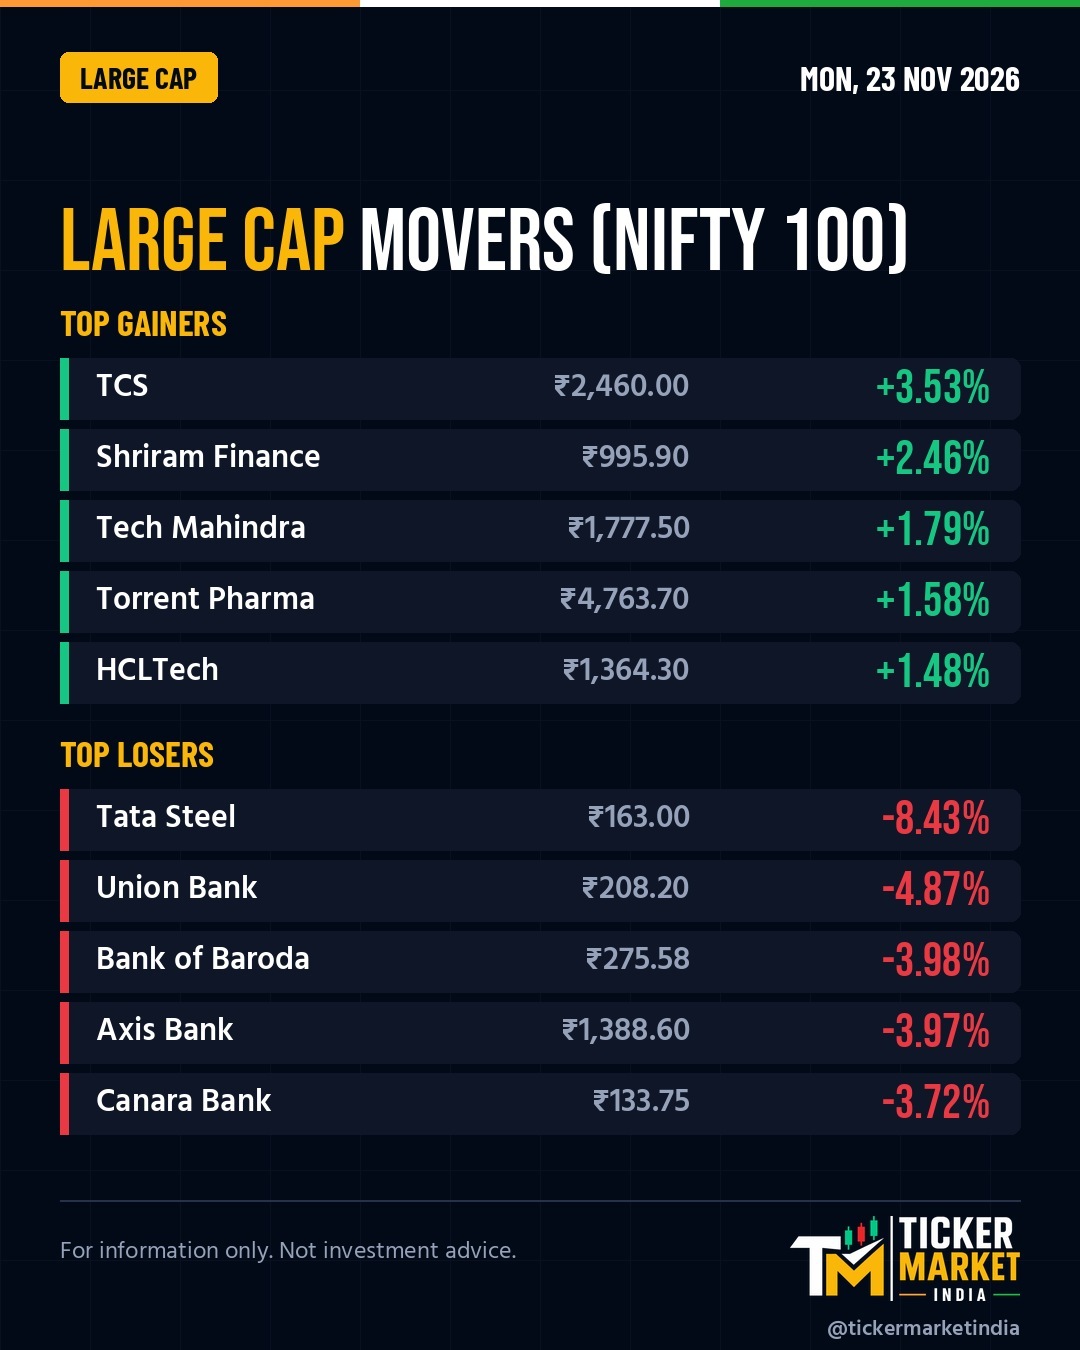 LARGE CAP
MON, 23 NOV 2026
LARGE CAP MOVERS (NIFTY 100)
TOP GAINERS
TCS ₹2,460.00 +3.53%
Shriram Finance ₹995.90 +2.46%
Tech Mahindra ₹1,777.50 +1.79%
Torrent Pharma ₹4,763.70 +1.58%
HCLTech ₹1,364.30 +1.48%
TOP LOSERS
Tata Steel ₹163.00 -8.43%
Union Bank ₹208.20 -4.87%
Bank of Baroda ₹275.58 -3.98%
Axis Bank ₹1,388.60 -3.97%
Canara Bank ₹133.75 -3.72%
For information only. Not investment advice.
TM
TICKER
MARKET
INDIA
@tickermarketindia